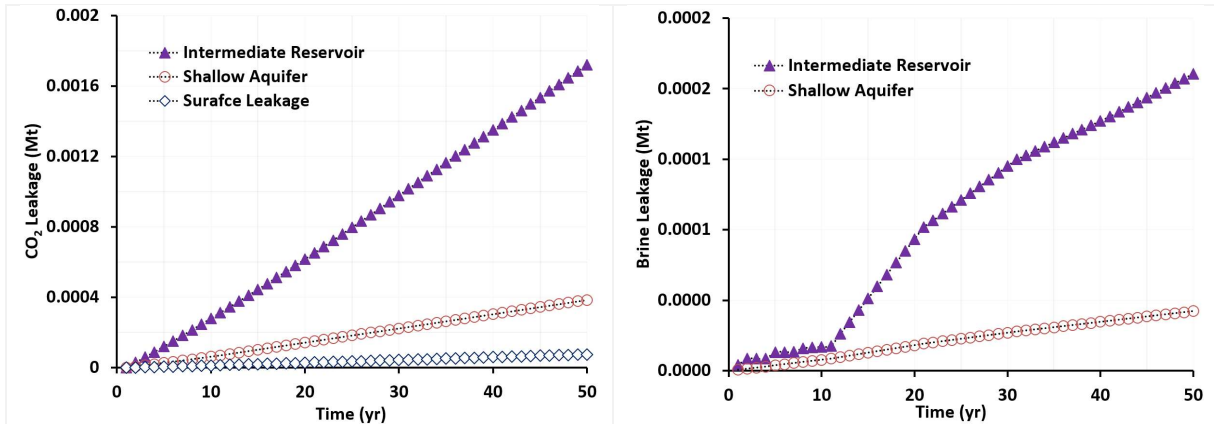 0.002
0.0016
0.0012
0.0008
0.0004
0
CO2 Leakage (Mt)
Intermediate Reservoir
Shallow Aquifer
Surafce Leakage
0 10 20 30 40 50
Time (yr)
0.0002
0.0002
0.0001
0.0001
0.0000
0.0000
Brine Leakage (Mt)
Intermediate Reservoir
Shallow Aquifer
0 10 20 30 40 50
Time (yr)